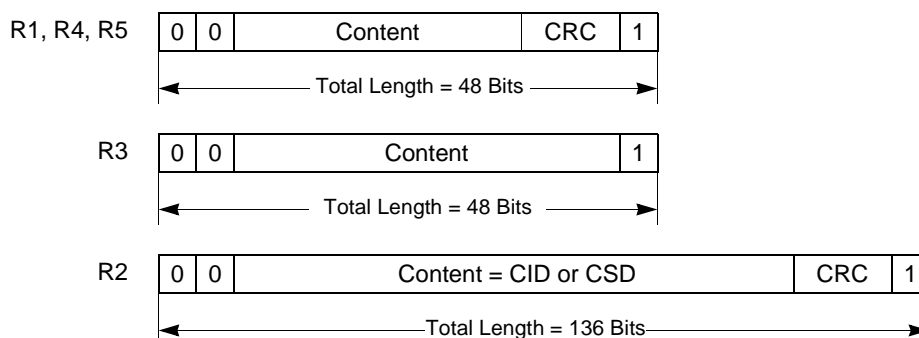 R1, R4, R5 0 0 Content CRC 1
Total Length = 48 Bits
R3 0 0 Content 1
Total Length = 48 Bits
R2 0 0 Content = CID or CSD CRC 1
Total Length = 136 Bits